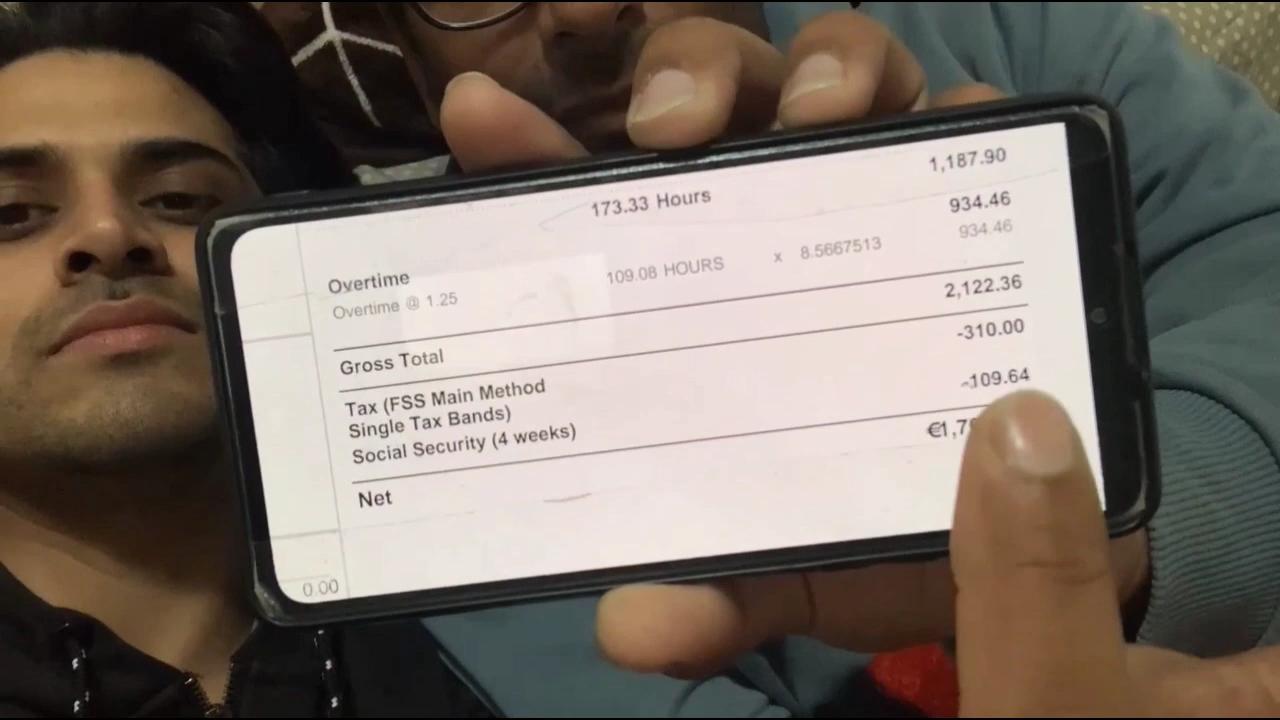 1,187.90
173.33 Hours
934.46
Overtime
Overtime @ 1.25 109.08 HOURS x 8.5667513 934.46
Gross Total 2,122.36
Tax (FSS Main Method -310.00
Single Tax Bands)
Social Security (4 weeks) -109.64
Net
0.00